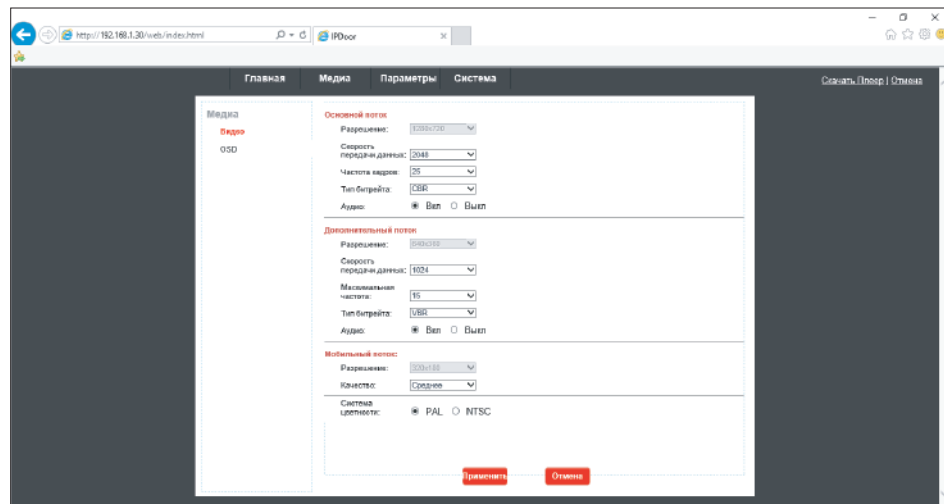 http://192.168.1.30/web/index.html
IPDoor
Главная Медиа Параметры Система
Скачать Плеер | Отмена
Медиа
Видео
OSD
Основной поток
Разрешение: 1280x720
Скорость
передачи данных: 2048
Частота кадров: 25
Тип битрейта: CBR
Аудио: Вкл Выкл
Дополнительный поток
Разрешение: 640x360
Скорость
передачи данных: 1024
Максимальная
частота: 15
Тип битрейта: VBR
Аудио: Вкл Выкл
Мобильный поток:
Разрешение: 320x180
Качество: Среднее
Система
цветности: PAL NTSC
Применить Отмена